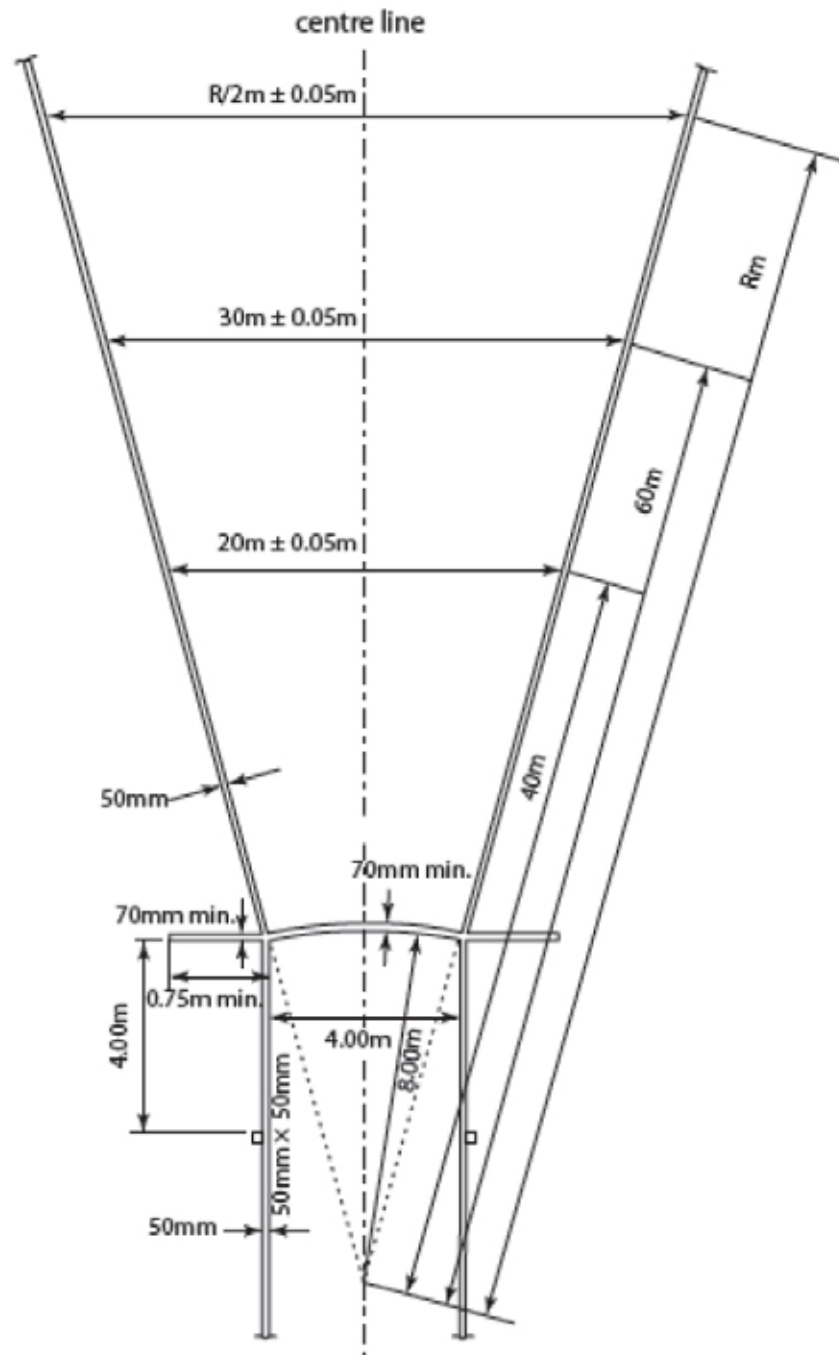 centre line
R/2m ± 0.05m
Rm
30m ± 0.05m
60m
20m ± 0.05m
40m
50mm
70mm min.
70mm min.
0.75m min.
4.00m
4.00m
8.00m
50mm × 50mm
50mm